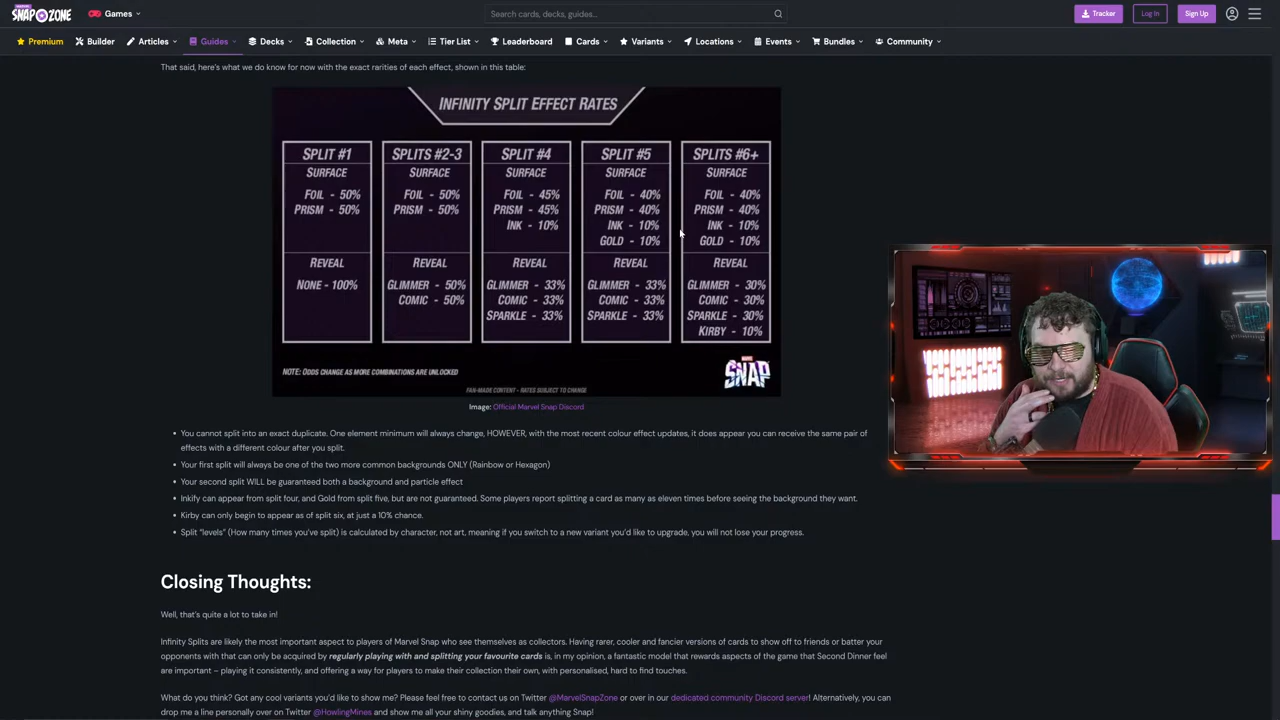 MARVEL SNAP ZONE Games Search cards, decks, guides... Tracker Log In Sign Up
Premium Builder Articles Guides Decks Collection Meta Tier List Leaderboard Cards Variants Locations Events Bundles Community
That said, here's what we do know for now with the exact rarities of each effect, shown in this table:
INFINITY SPLIT EFFECT RATES
SPLIT #1
SURFACE
FOIL - 50%
PRISM - 50%
REVEAL
NONE - 100%
SPLITS #2-3
SURFACE
FOIL - 50%
PRISM - 50%
REVEAL
GLIMMER - 50%
COMIC - 50%
SPLIT #4
SURFACE
FOIL - 45%
PRISM - 45%
INK - 10%
REVEAL
GLIMMER - 33%
COMIC - 33%
SPARKLE - 33%
SPLIT #5
SURFACE
FOIL - 40%
PRISM - 40%
INK - 10%
GOLD - 10%
REVEAL
GLIMMER - 33%
COMIC - 33%
SPARKLE - 33%
SPLITS #6+
SURFACE
FOIL - 40%
PRISM - 40%
INK - 10%
GOLD - 10%
REVEAL
GLIMMER - 30%
COMIC - 30%
SPARKLE - 30%
KIRBY - 10%
NOTE: ODDS CHANGE AS MORE COMBINATIONS ARE UNLOCKED
FAN-MADE CONTENT - RATES SUBJECT TO CHANGE
MARVEL SNAP
Image: Official Marvel Snap Discord
• You cannot split into an exact duplicate. One element minimum will always change, HOWEVER, with the most recent colour effect updates, it does appear you can receive the same pair of
effects with a different colour after you split.
• Your first split will always be one of the two more common backgrounds ONLY (Rainbow or Hexagon)
• Your second split WILL be guaranteed both a background and particle effect
• Inkify can appear from split four, and Gold from split five, but are not guaranteed. Some players report splitting a card as many as eleven times before seeing the background they want.
• Kirby can only begin to appear as of split six, at just a 10% chance.
• Split "levels" (How many times you've split) is calculated by character, not art, meaning if you switch to a new variant you'd like to upgrade, you will not lose your progress.
Closing Thoughts:
Well, that's quite a lot to take in!
Infinity Splits are likely the most important aspect to players of Marvel Snap who see themselves as collectors. Having rarer, cooler and fancier versions of cards to show off to friends or batter your
opponents with that can only be acquired by regularly playing with and splitting your favourite cards is, in my opinion, a fantastic model that rewards aspects of the game that Second Dinner feel
are important – playing it consistently, and offering a way for players to make their collection their own, with personalised, hard to find touches.
What do you think? Got any cool variants you'd like to show me? Please feel free to contact us on Twitter @MarvelSnapZone or over in our dedicated community Discord server! Alternatively, you can
drop me a line personally over on Twitter @HowlingMines and show me all your shiny goodies, and talk anything Snap!